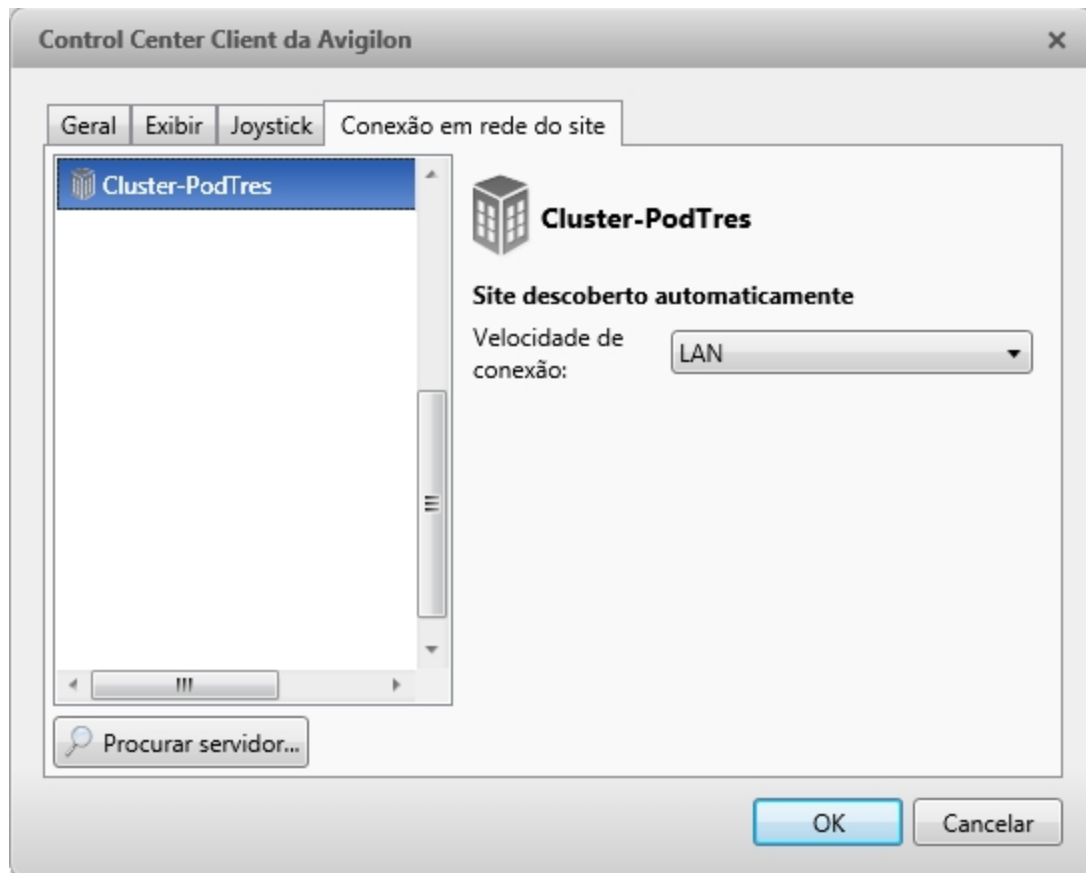 Control Center Client da Avigilon
Geral
Exibir
Joystick
Conexão em rede do site
Cluster-PodTres
Cluster-PodTres
Site descoberto automaticamente
Velocidade de
conexão:
LAN
Procurar servidor...
OK
Cancelar